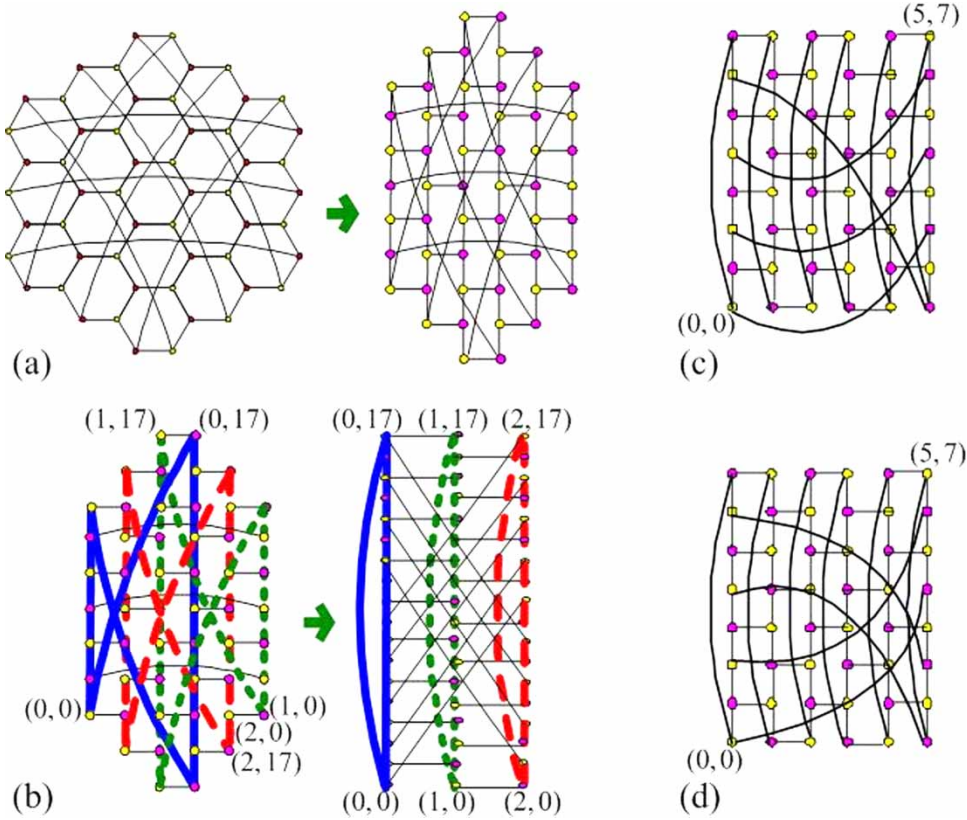 (a)
(5, 7)
(0, 0)
(c)
(1, 17) (0, 17)
(0, 0)
(1, 0)
(2, 0)
(2, 17)
(b)
(0, 17) (1, 17) (2, 17)
(0, 0) (1, 0) (2, 0)
(5, 7)
(0, 0)
(d)